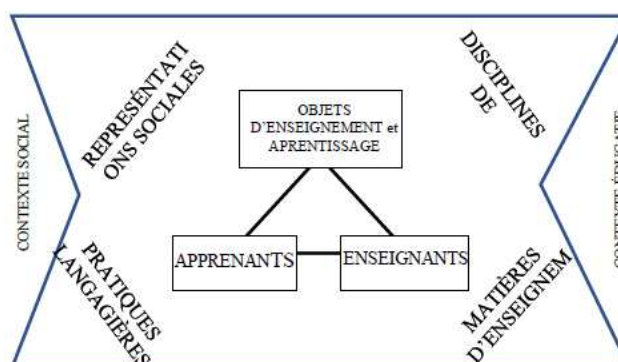 CONTEXTE SOCIAL
REPRÉSENTATI
ONS SOCIALES
DISCIPLINES
DE
OBJETS
D'ENSEIGNEMENT et
APRENTISSAGE
APPRENANTS
ENSEIGNANTS
PRATIQUES
LANGAGIÈRES
MATIÈRES
D'ENSEIGNEM